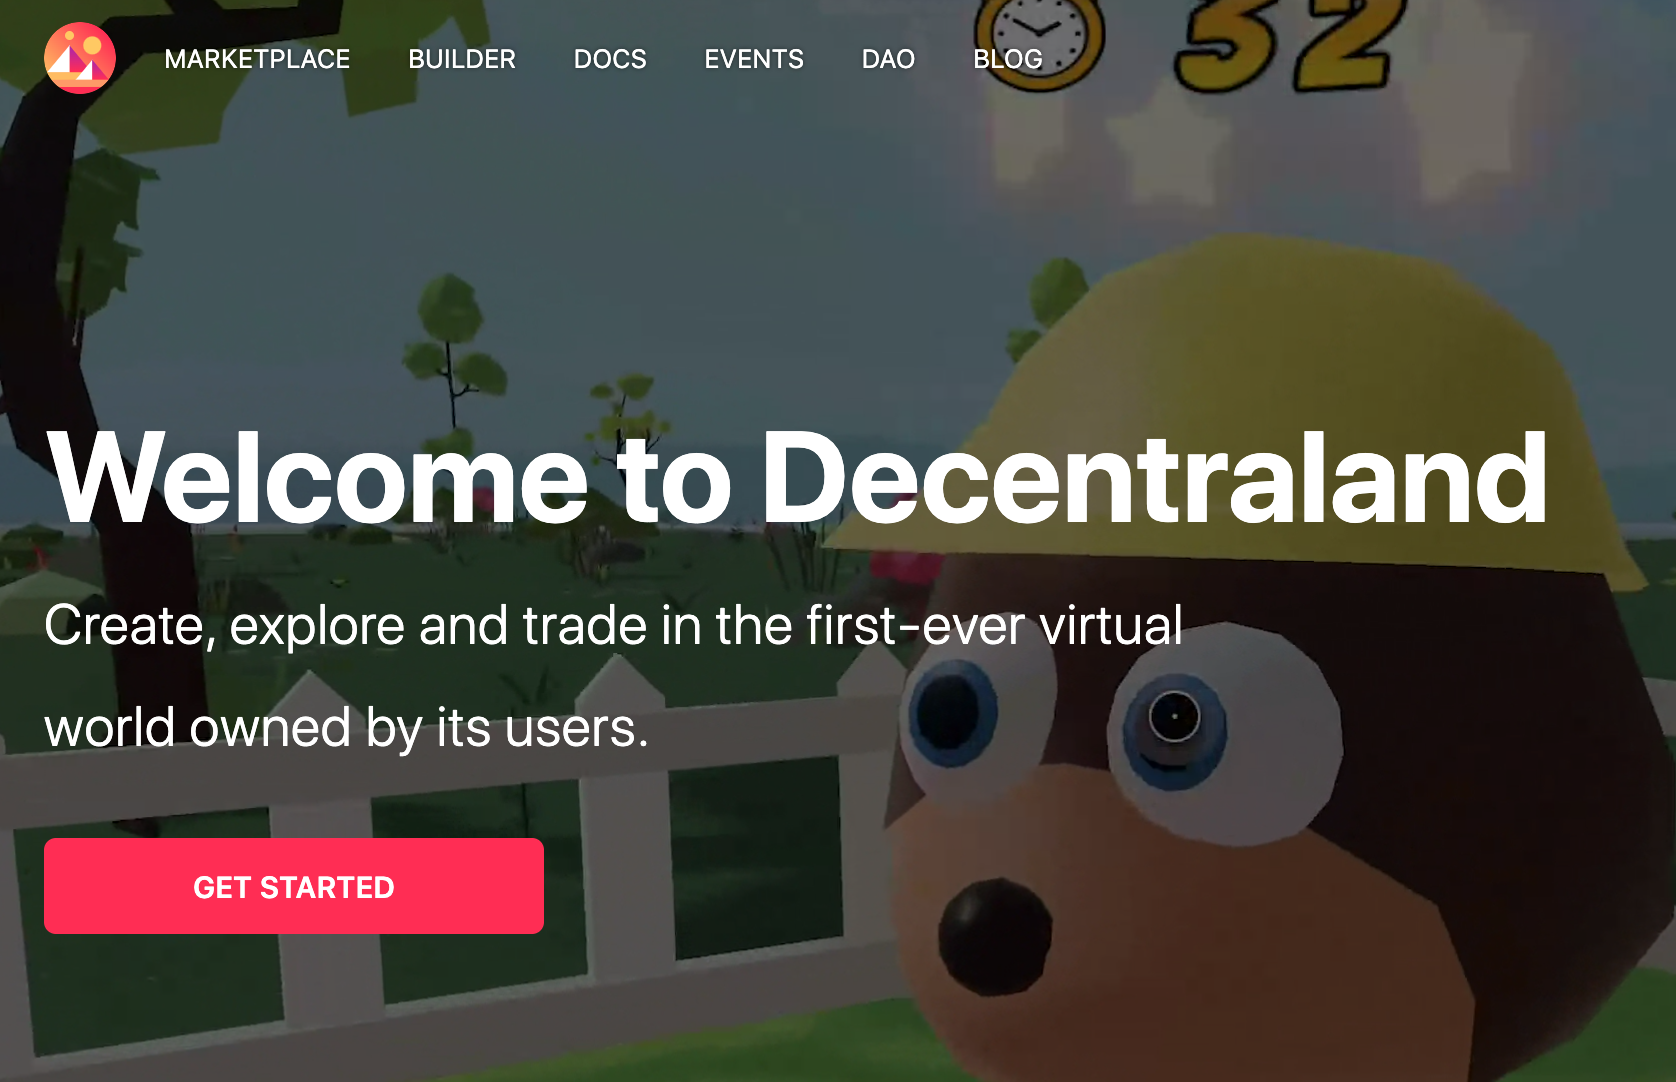 MARKETPLACE BUILDER DOCS EVENTS DAO BLOG
32
Welcome to Decentraland
Create, explore and trade in the first-ever virtual
world owned by its users.
GET STARTED